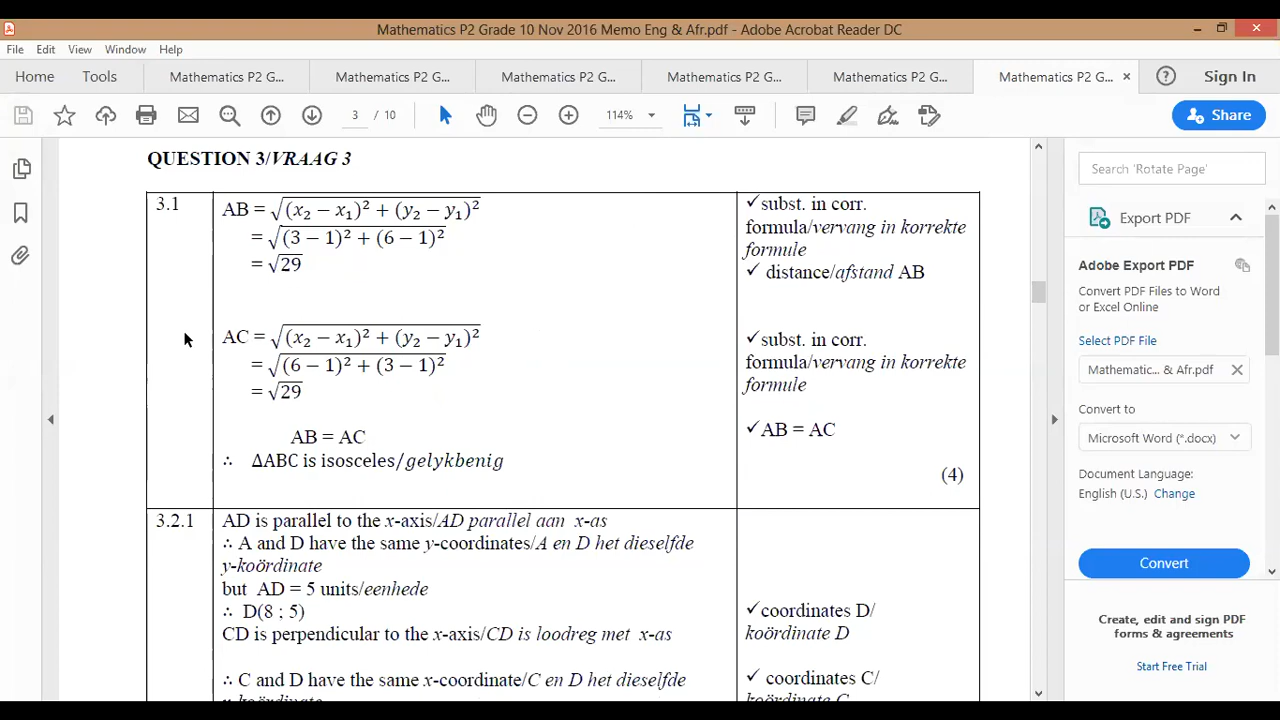 Mathematics P2 Grade 10 Nov 2016 Memo Eng & Afr.pdf - Adobe Acrobat Reader DC
File Edit View Window Help
Home Tools Mathematics P2 G... Mathematics P2 G... Mathematics P2 G... Mathematics P2 G... Mathematics P2 G... Mathematics P2 G... × Sign In
3 / 10 114% Share
QUESTION 3/VRAAG 3
3.1
AB = √(x₂ − x₁)² + (y₂ − y₁)²
= √(3 − 1)² + (6 − 1)²
= √29
AC = √(x₂ − x₁)² + (y₂ − y₁)²
= √(6 − 1)² + (3 − 1)²
= √29
AB = AC
∴ ΔABC is isosceles/gelykbenig
✓subst. in corr.
formula/vervang in korrekte
formule
✓ distance/afstand AB
✓subst. in corr.
formula/vervang in korrekte
formule
✓AB = AC
(4)
3.2.1
AD is parallel to the x-axis/AD parallel aan x-as
∴ A and D have the same y-coordinates/A en D het dieselfde
y-koördinate
but AD = 5 units/eenhede
∴ D(8 ; 5)
CD is perpendicular to the x-axis/CD is loodreg met x-as
∴ C and D have the same x-coordinate/C en D het dieselfde
✓coordinates D/
koördinate D
✓ coordinates C/
Search 'Rotate Page'
Export PDF
Adobe Export PDF
Convert PDF Files to Word
or Excel Online
Select PDF File
Mathematic... & Afr.pdf ×
Convert to
Microsoft Word (*.docx)
Document Language:
English (U.S.) Change
Convert
Create, edit and sign PDF
forms & agreements
Start Free Trial